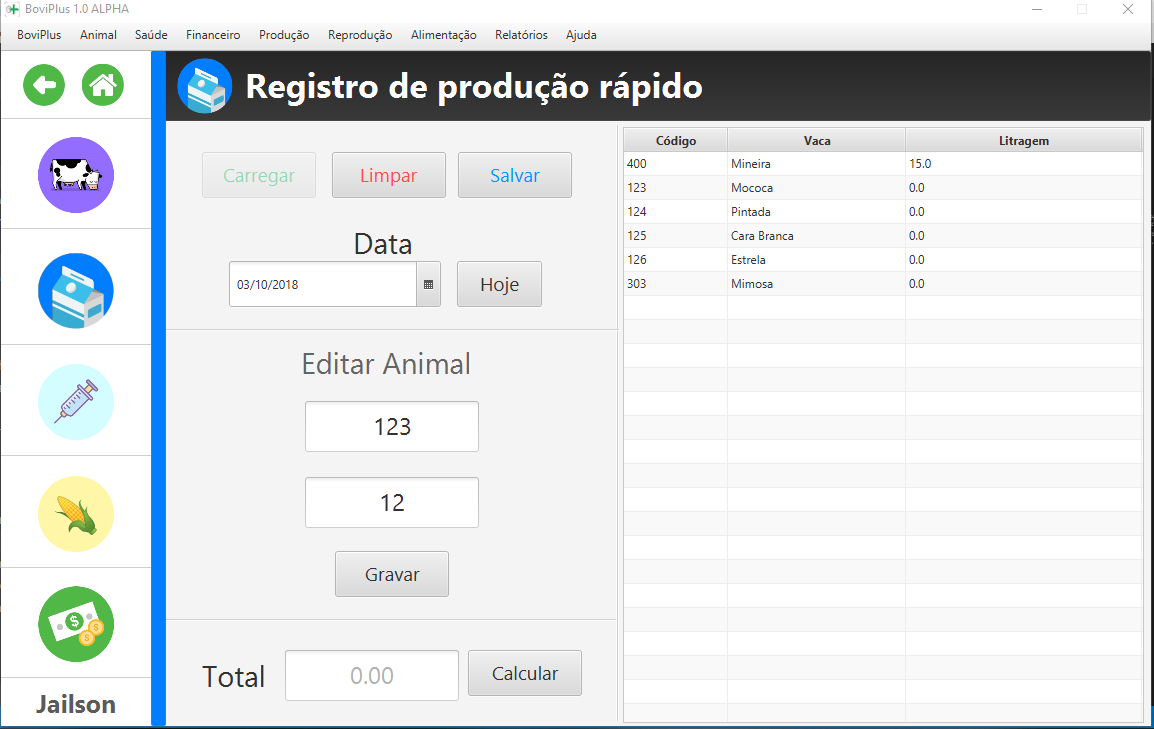 BoviPlus 1.0 ALPHA
BoviPlus Animal Saúde Financeiro Produção Reprodução Alimentação Relatórios Ajuda
Registro de produção rápido
Carregar Limpar Salvar
Data
03/10/2018 Hoje
Editar Animal
123
12
Gravar
Total 0.00 Calcular
Código Vaca Litragem
400 Mineira 15.0
123 Mococa 0.0
124 Pintada 0.0
125 Cara Branca 0.0
126 Estrela 0.0
303 Mimosa 0.0
Jailson